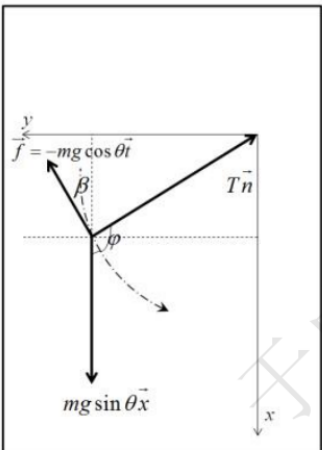 y
f⃗ = -mg cos θt⃗
β
Tn⃗
φ
mg sin θx⃗
x